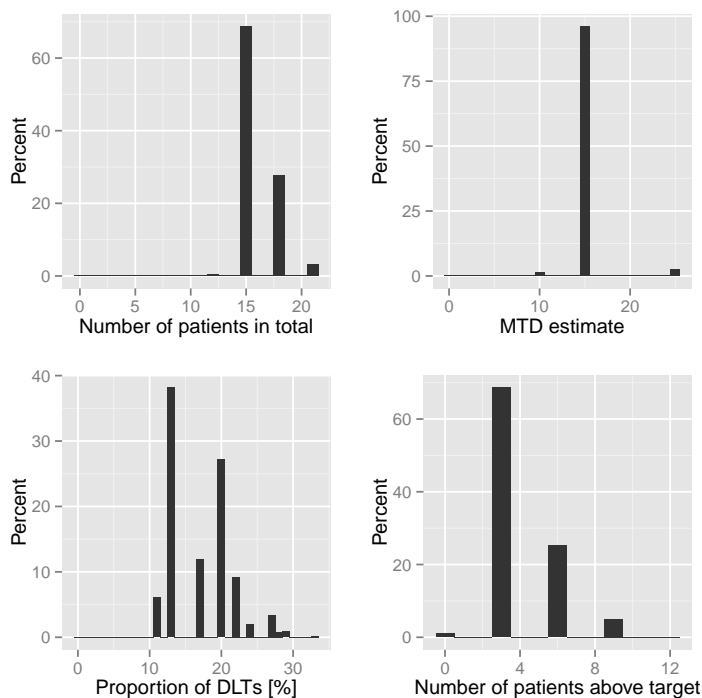 60
40
20
0
Percent
0 5 10 15 20
Number of patients in total
100
75
50
25
0
Percent
0 10 20
MTD estimate
40
30
20
10
0
Percent
0 10 20 30
Proportion of DLTs [%]
60
40
20
0
Percent
0 4 8 12
Number of patients above target